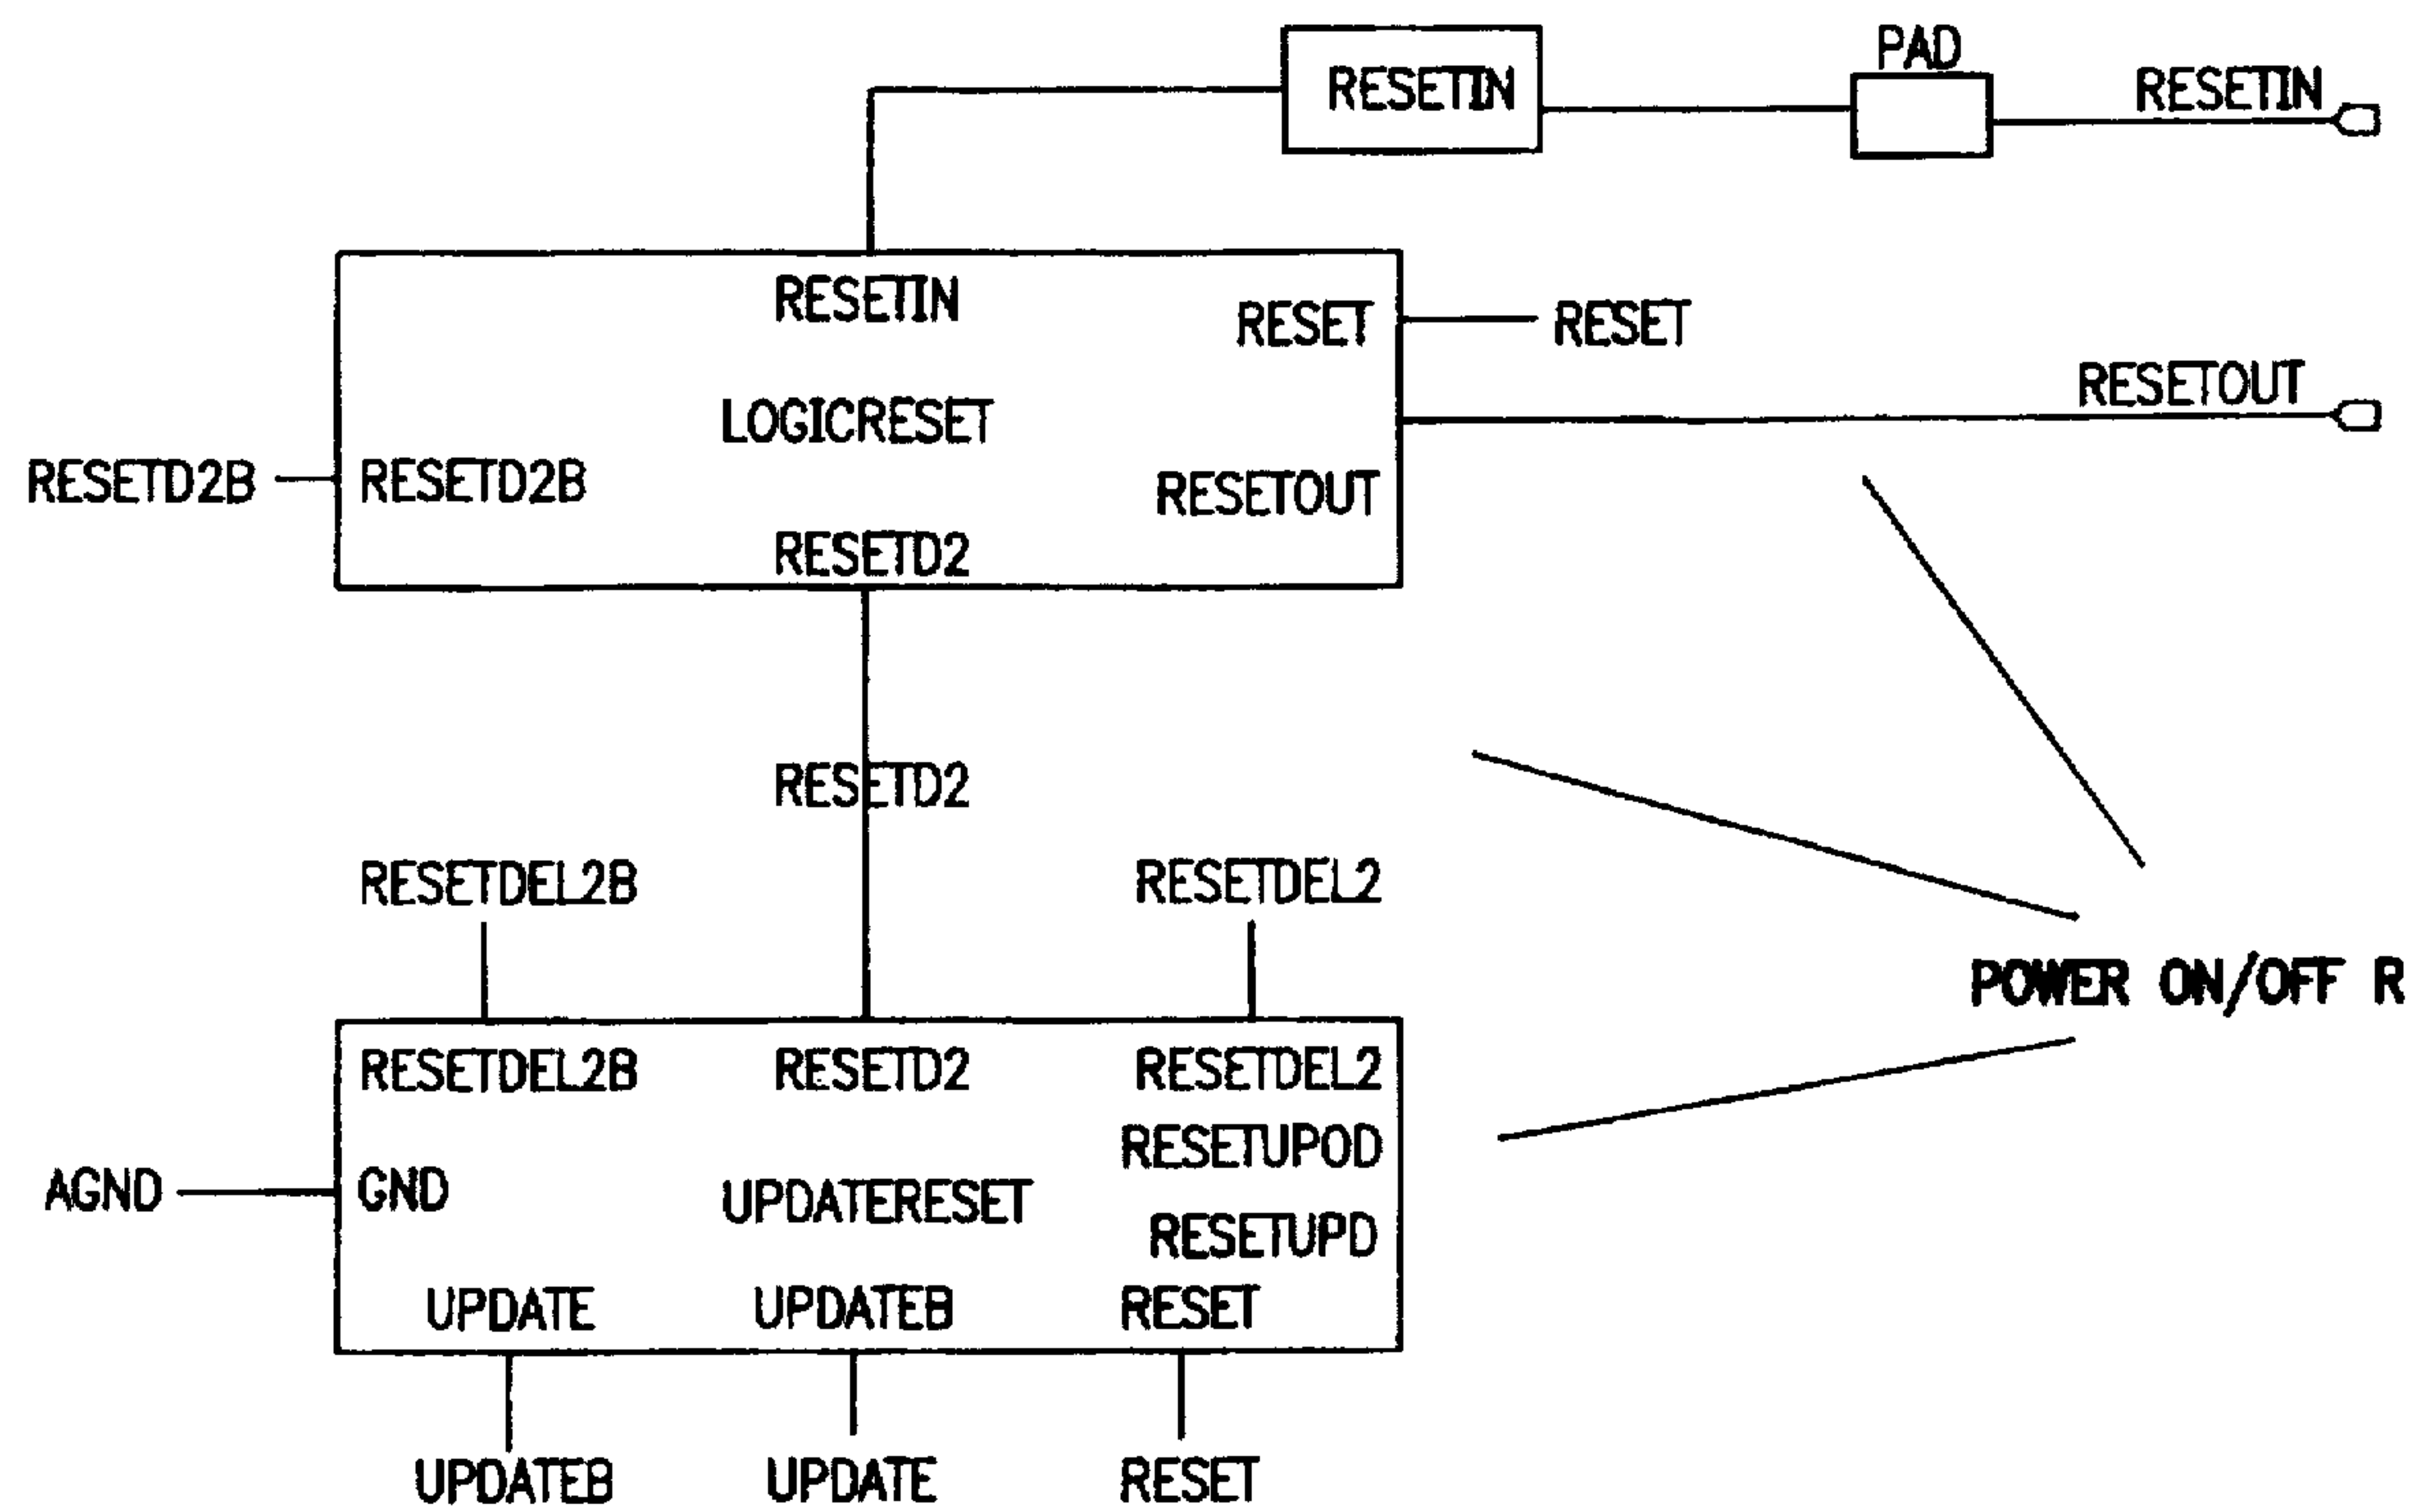 PAD
RESETIN
RESETIN
RESETIN
RESET
RESET
RESETOUT
LOGICRESET
RESETD2B
RESETD2B
RESETOUT
RESETD2
RESETD2
RESETDEL2B
RESETDEL2
POWER ON/OFF R
RESETDEL2B
RESETD2
RESETDEL2
RESETUPOD
AGND
GND
UPDATERESET
RESETUPD
UPDATE
UPDATEB
RESET
UPDATEB
UPDATE
RESET